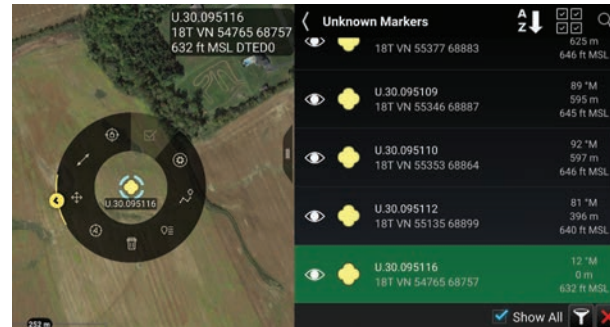 U.30.095116
18T VN 54765 68757
632 ft MSL DTED0
U.30.095116
252 m
Unknown Markers
A
Z
18T VN 55377 68883
625 m
646 ft MSL
U.30.095109
18T VN 55346 68887
89 °M
595 m
645 ft MSL
U.30.095110
18T VN 55353 68864
92 °M
597 m
646 ft MSL
U.30.095112
18T VN 55135 68899
81 °M
396 m
640 ft MSL
U.30.095116
18T VN 54765 68757
12 °M
0 m
632 ft MSL
Show All